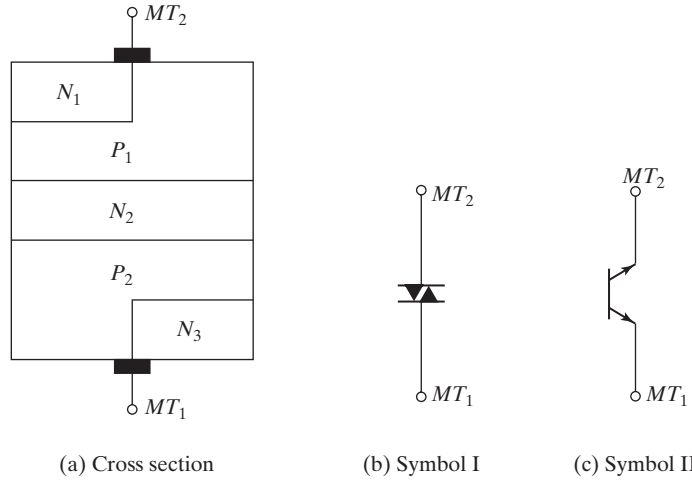 MT₂
N₁
P₁
N₂
P₂
N₃
MT₁
(a) Cross section
MT₂
MT₁
(b) Symbol I
MT₂
MT₁
(c) Symbol II